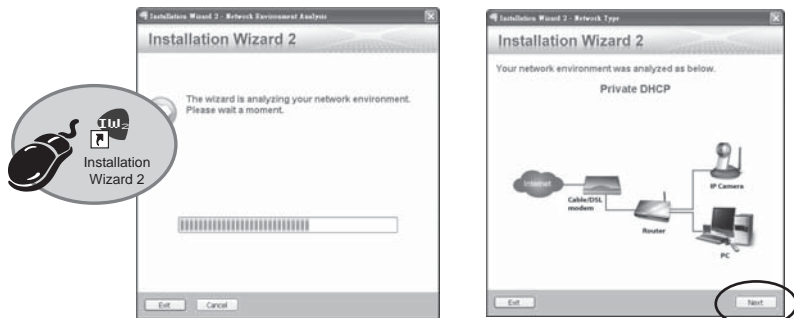 Installation Wizard 2 - Network Environment Analysis
Installation Wizard 2
The wizard is analyzing your network environment.
Please wait a moment.
Exit
Cancel
IW2
Installation
Wizard 2
Installation Wizard 2 - Network Type
Installation Wizard 2
Your network environment was analyzed as below.
Private DHCP
Internet
Cable/DSL
modem
Router
IP Camera
PC
Exit
Next